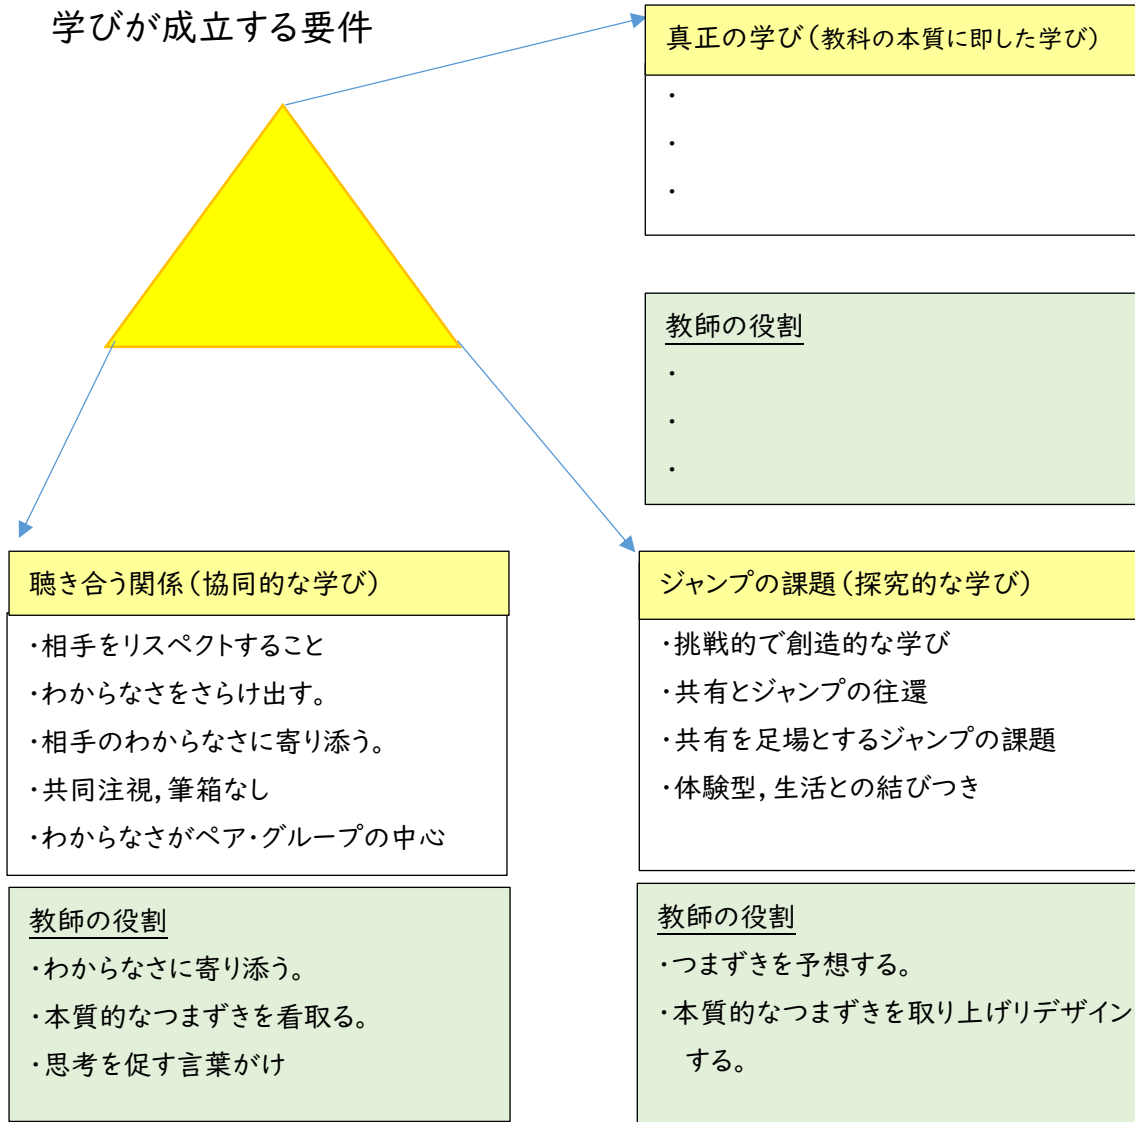 学びが成立する要件
真正の学び(教科の本質に即した学び)
・
・
・
教師の役割
・
・
・
聴き合う関係(協同的な学び)
・相手をリスペクトすること
・わからなさをさらけ出す。
・相手のわからなさに寄り添う。
・共同注視,筆箱なし
・わからなさがペア・グループの中心
教師の役割
・わからなさに寄り添う。
・本質的なつまずきを看取る。
・思考を促す言葉がけ
ジャンプの課題(探究的な学び)
・挑戦的で創造的な学び
・共有とジャンプの往還
・共有を足場とするジャンプの課題
・体験型,生活との結びつき
教師の役割
・つまずきを予想する。
・本質的なつまずきを取り上げリデザイン
する。